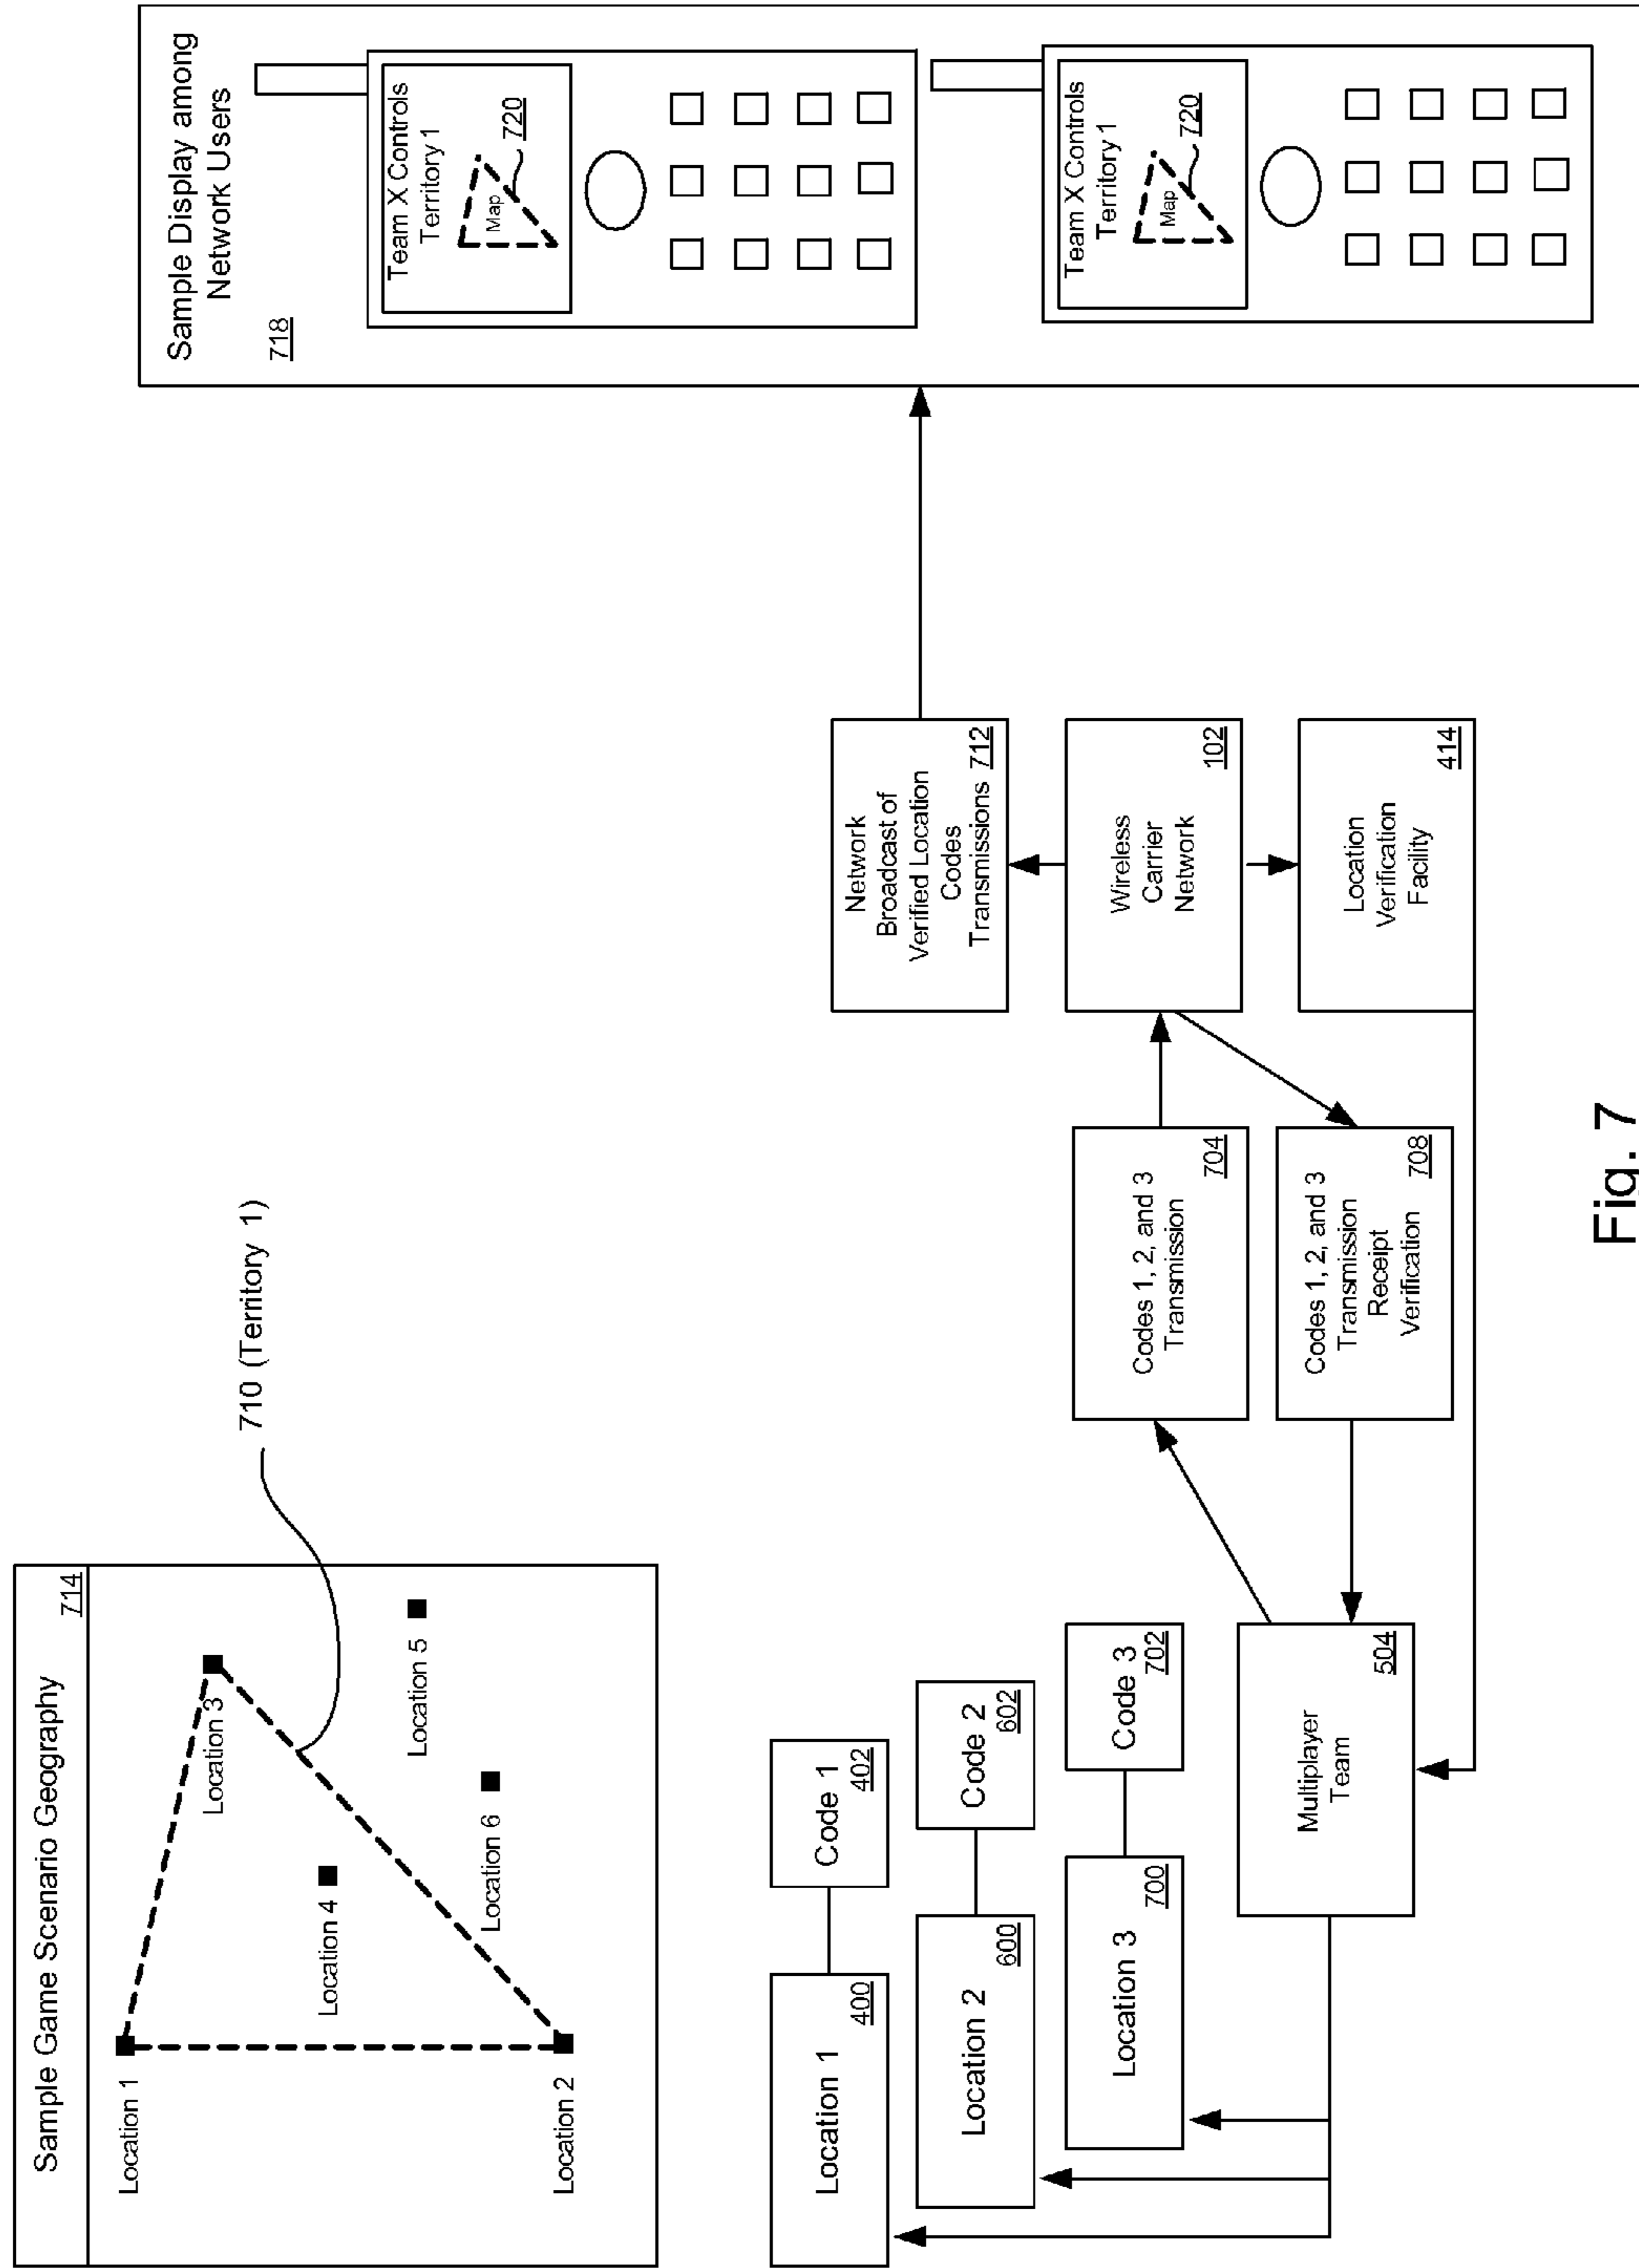 Sample Game Scenario Geography
714
Location 1
Location 2
Location 3
Location 4
Location 5
Location 6
710 (Territory 1)
Sample Display among
Network Users
718
Team X Controls
Territory 1
Map
720
Team X Controls
Territory 1
Map
720
Location 1
400
Code 1
402
Location 2
600
Code 2
602
Location 3
700
Code 3
702
Multiplayer
Team
504
Codes 1, 2, and 3
Transmission
704
Codes 1, 2, and 3
Transmission
Receipt
Verification
708
Network
Broadcast of
Verified Location
Codes
Transmissions 712
Wireless
Carrier
Network
102
Location
Verification
Facility
414
Fig. 7